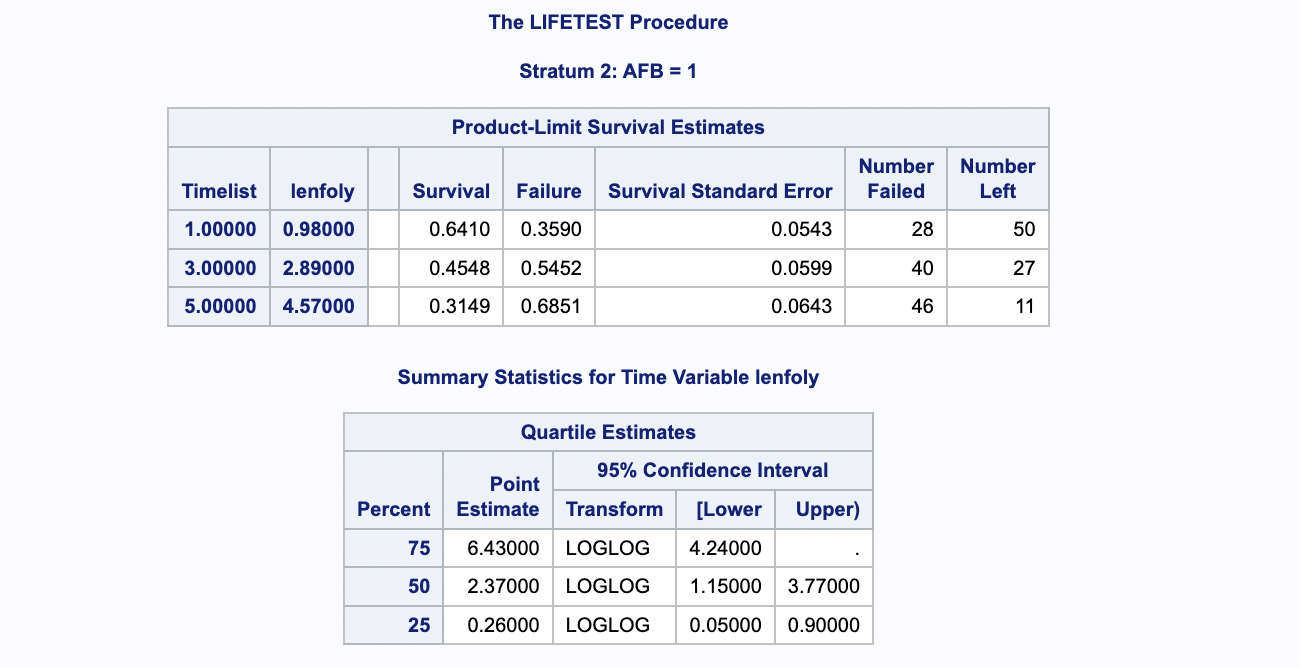 The LIFETEST Procedure
Stratum 2: AFB = 1
Product-Limit Survival Estimates
Timelist lenfoly Survival Failure Survival Standard Error Number Failed Number Left
1.00000 0.98000 0.6410 0.3590 0.0543 28 50
3.00000 2.89000 0.4548 0.5452 0.0599 40 27
5.00000 4.57000 0.3149 0.6851 0.0643 46 11
Summary Statistics for Time Variable lenfoly
Quartile Estimates
Percent Point Estimate 95% Confidence Interval
Transform [Lower Upper)
75 6.43000 LOGLOG 4.24000 .
50 2.37000 LOGLOG 1.15000 3.77000
25 0.26000 LOGLOG 0.05000 0.90000